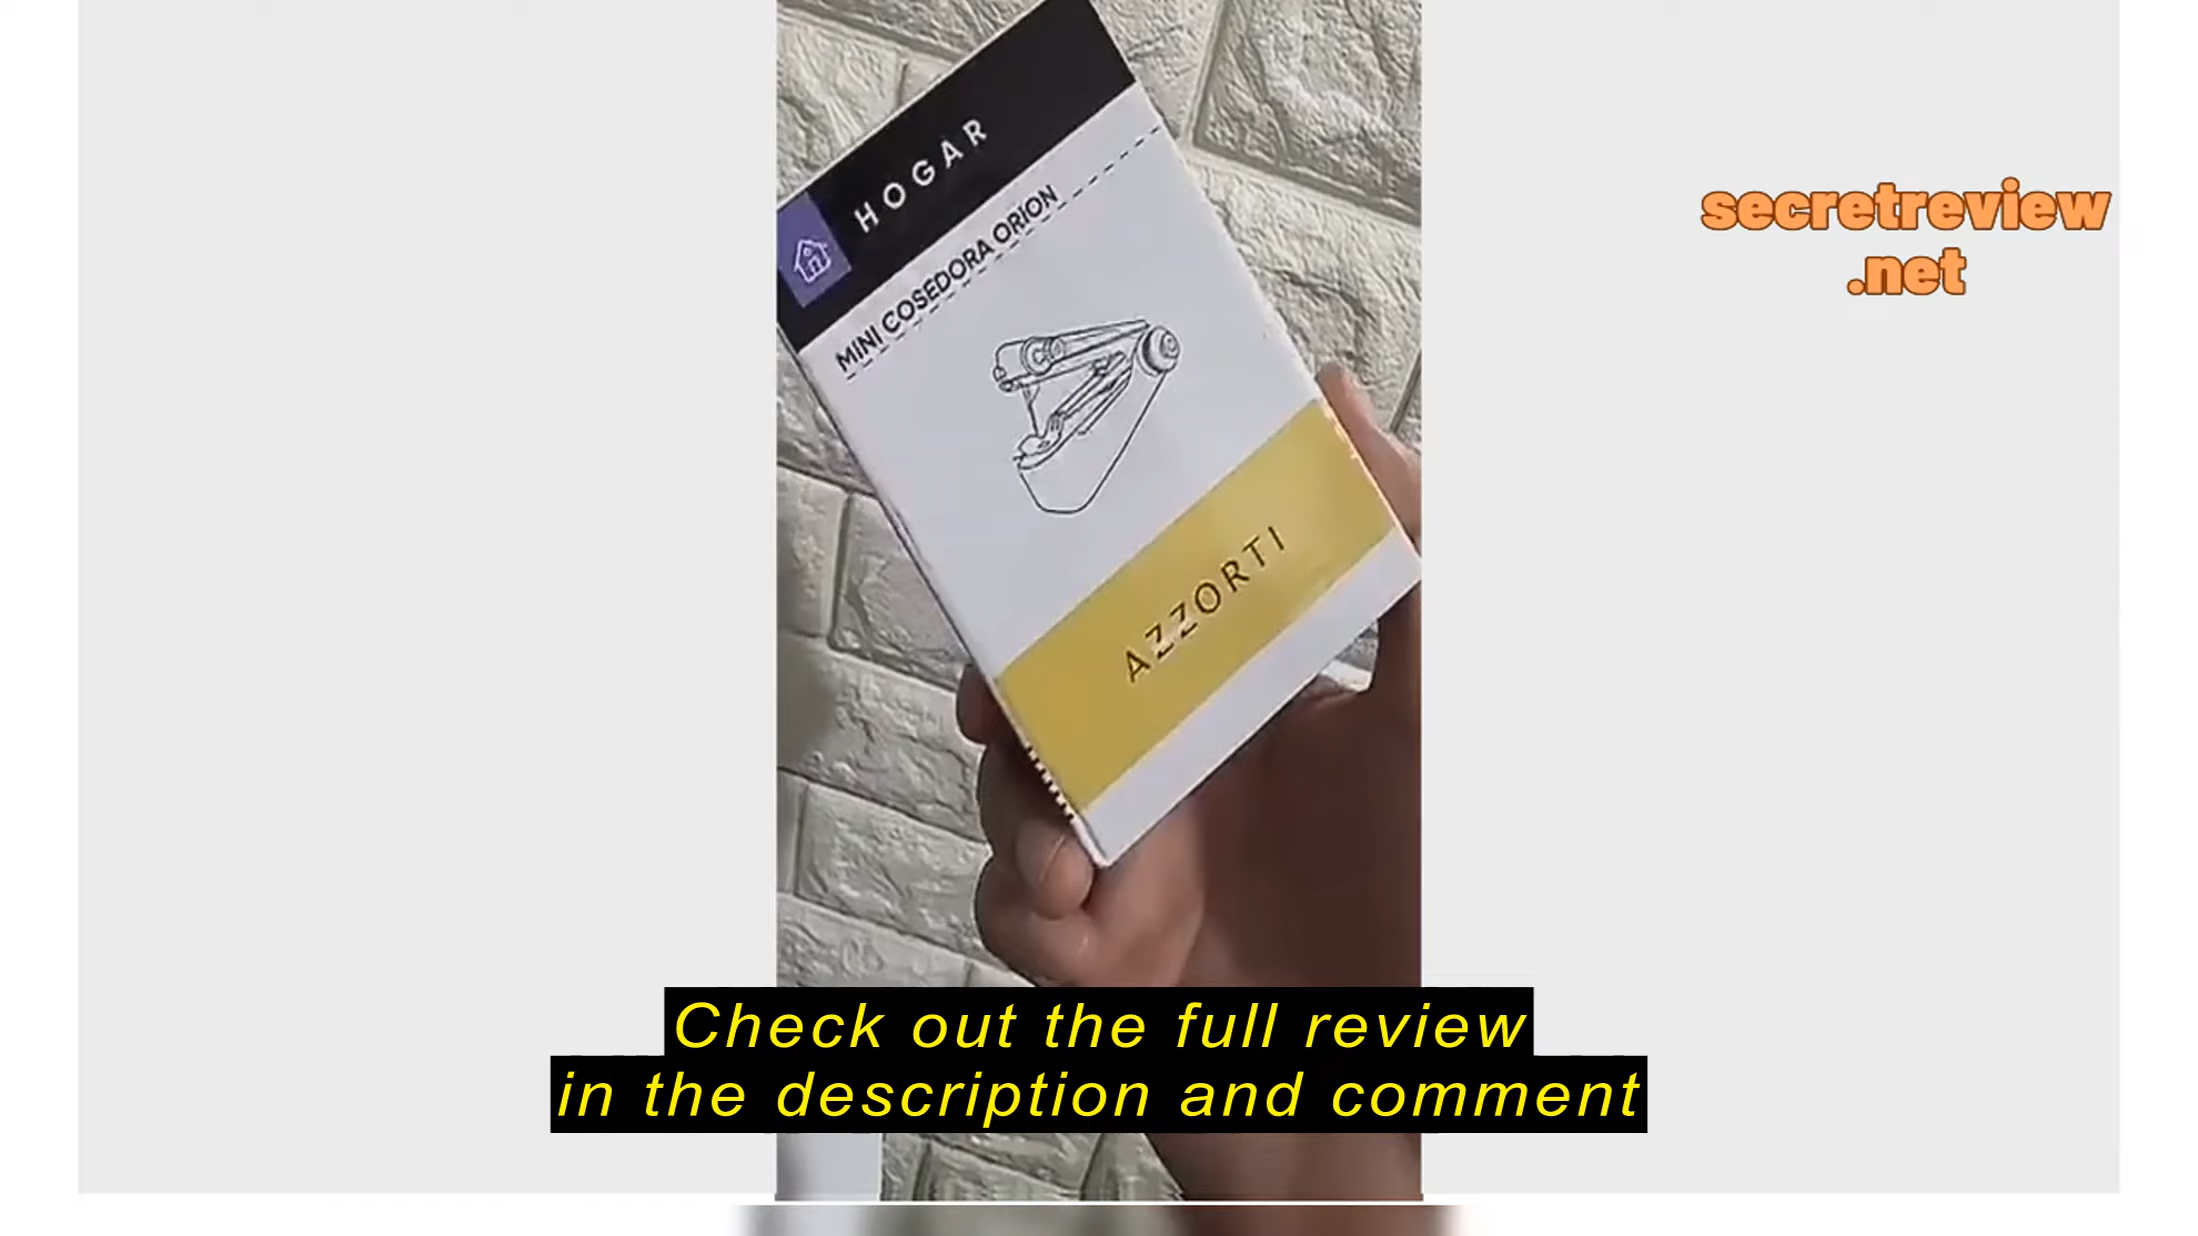 HOGAR
MINI COSEDORA ORION
AZZORTI
secretreview
.net
Check out the full review
in the description and comment